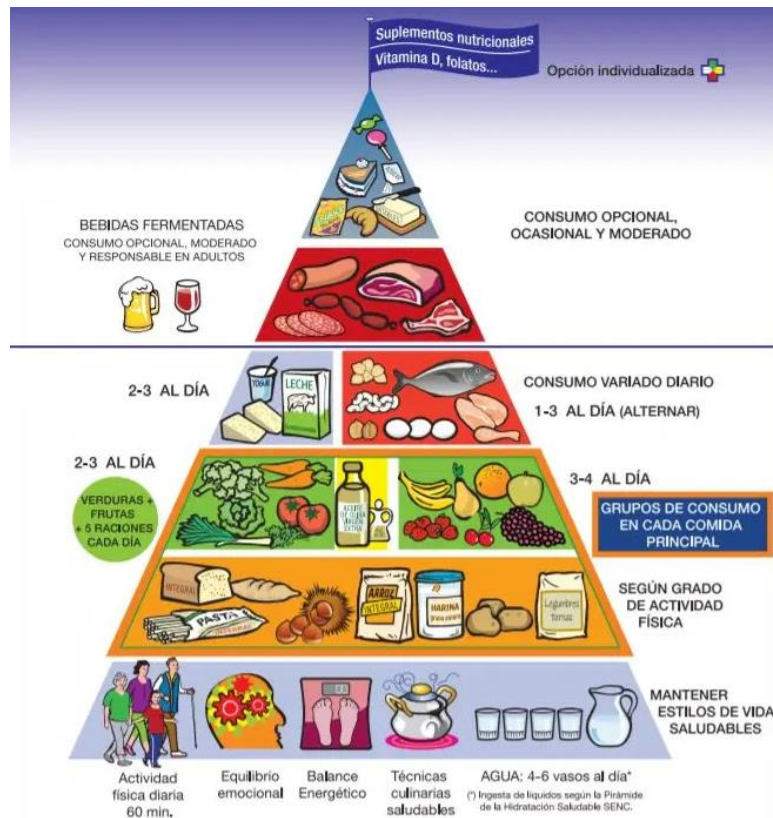 Suplementos nutricionales
Vitamina D, folatos...
Opción individualizada
BEBIDAS FERMENTADAS
CONSUMO OPCIONAL, MODERADO
Y RESPONSABLE EN ADULTOS
CONSUMO OPCIONAL,
OCASIONAL Y MODERADO
2-3 AL DÍA
YOGUR
LECHE
CONSUMO VARIADO DIARIO
1-3 AL DÍA (ALTERNAR)
2-3 AL DÍA
VERDURAS +
FRUTAS
+ 5 RACIONES
CADA DÍA
ACEITE
DE OLIVA
VIRGEN
EXTRA
3-4 AL DÍA
GRUPOS DE CONSUMO
EN CADA COMIDA
PRINCIPAL
INTEGRAL
PASTA
ARROZ
INTEGRAL
HARINA
Legumbres
tiernas
SEGÚN GRADO
DE ACTIVIDAD
FÍSICA
MANTENER
ESTILOS DE VIDA
SALUDABLES
Actividad
física diaria
60 min.
Equilibrio
emocional
Balance
Energético
Técnicas
culinarias
saludables
AGUA: 4-6 vasos al día*
(*) Ingesta de líquidos según la Pirámide
de la Hidratación Saludable SENC.